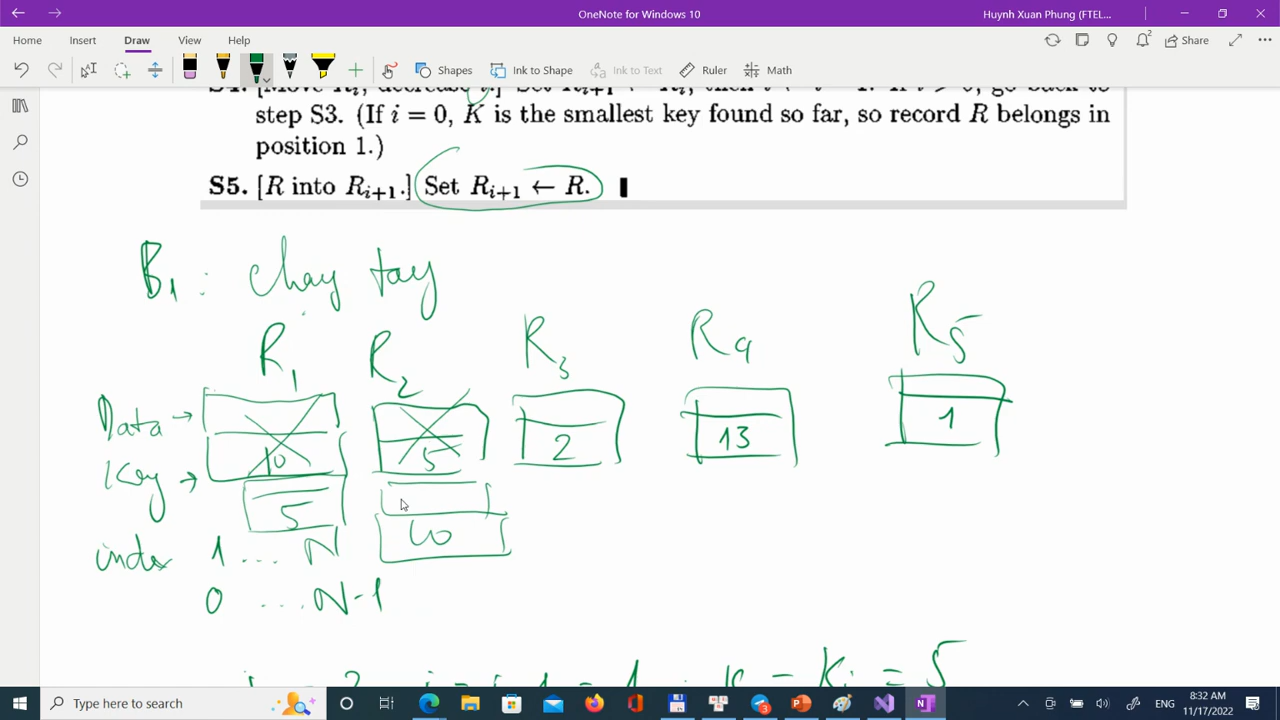 OneNote for Windows 10
Huynh Xuan Phung (FTEL...
Home Insert Draw View Help
Share
Shapes Ink to Shape Ink to Text Ruler Math
step S3. (If i = 0, K is the smallest key found so far, so record R belongs in
position 1.)
S5. [R into Ri+1.] Set Ri+1 ← R.
B1: chay tay
R1 R2 R3 R4 R5
Data →
10 5 2 13 1
Key →
5 10
index 1 ... N
0 ... N-1
Type here to search
8:32 AM
11/17/2022